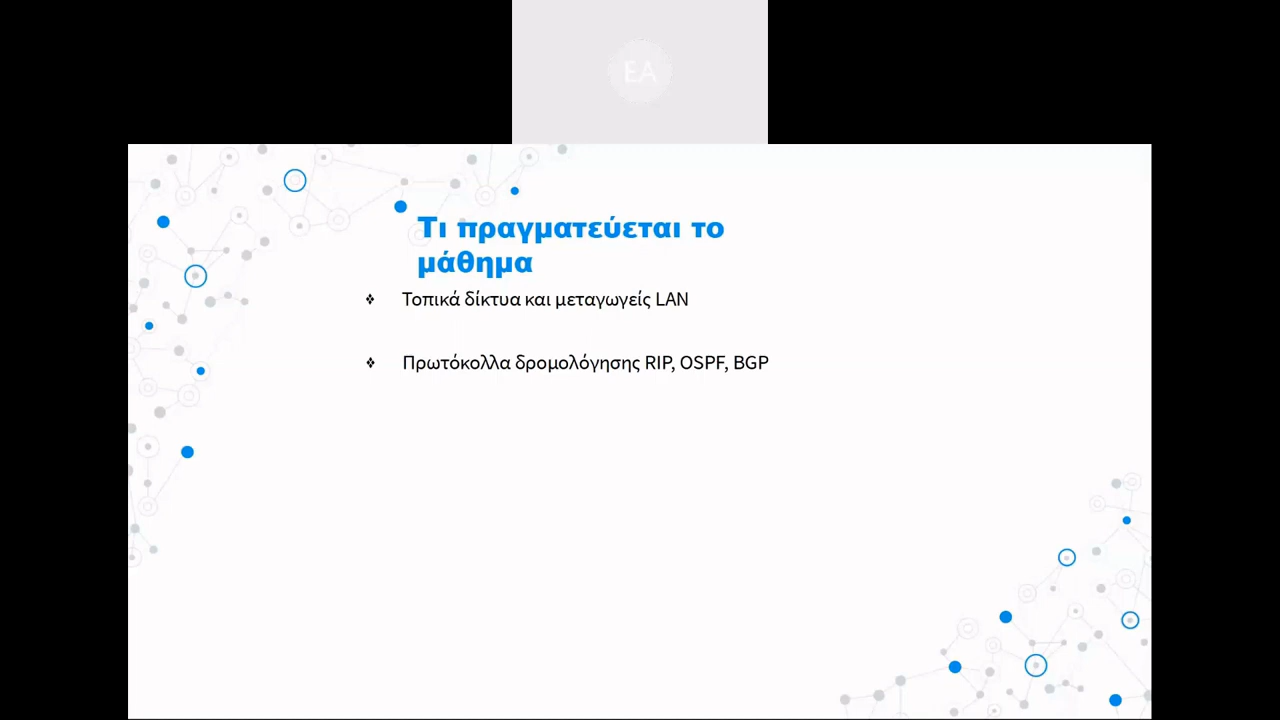 EA
Τι πραγματεύεται το
μάθημα
❖ Τοπικά δίκτυα και μεταγωγείς LAN
❖ Πρωτόκολλα δρομολόγησης RIP, OSPF, BGP